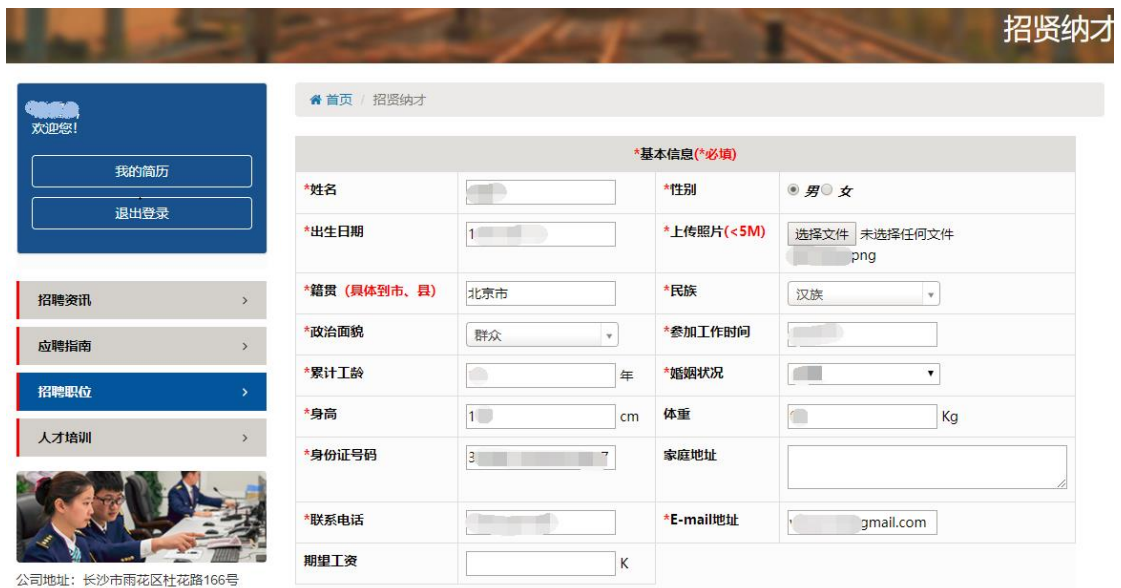 招贤纳才
欢迎您!
我的简历
退出登录
招聘资讯
应聘指南
招聘职位
人才培训
公司地址：长沙市雨花区杜花路166号
首页 / 招贤纳才
*基本信息(*必填)
*姓名 *性别 男 女
*出生日期 1 *上传照片(<5M) 选择文件 未选择任何文件
png
*籍贯（具体到市、县） 北京市 *民族 汉族
*政治面貌 群众 *参加工作时间
*累计工龄 年 *婚姻状况
*身高 1 cm 体重 Kg
*身份证号码 3 7 家庭地址
*联系电话 *E-mail地址 gmail.com
期望工资 K